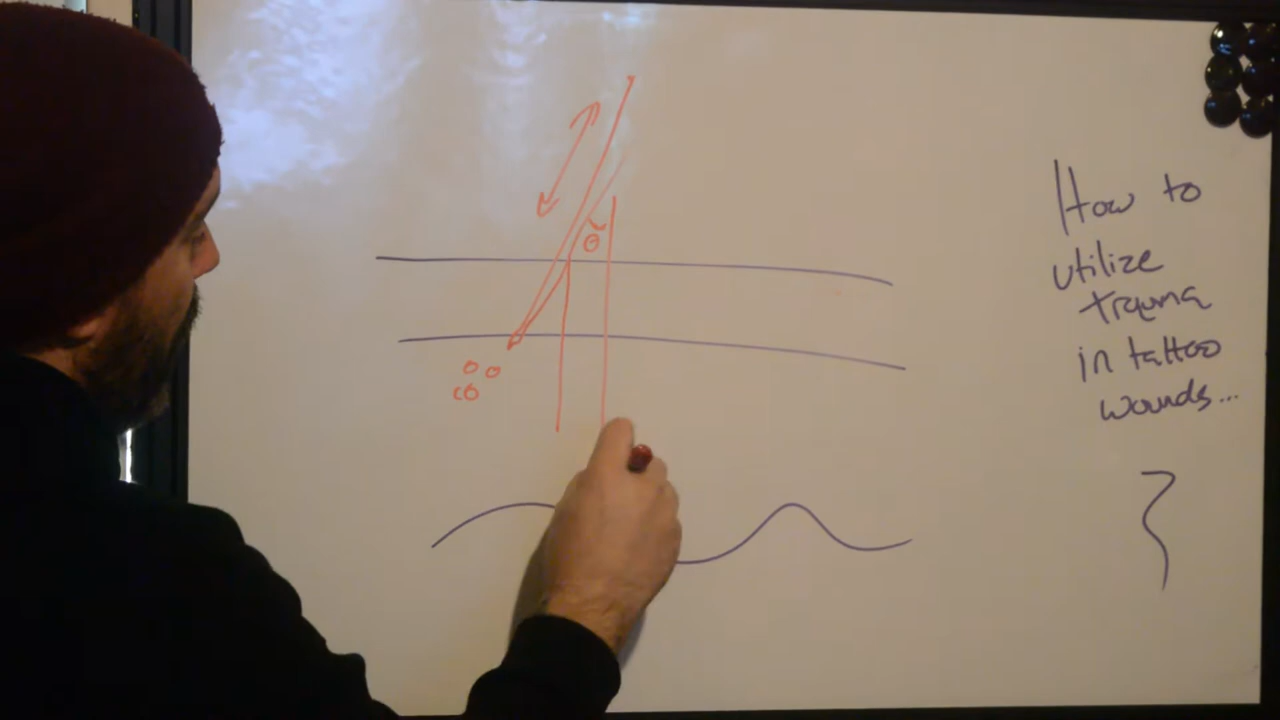 θ
How to
utilize
trauma
in tattoo
wounds...